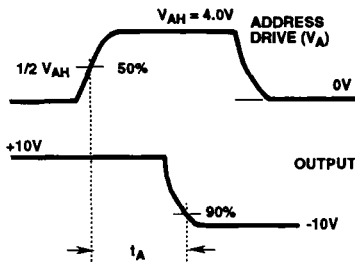 V_AH = 4.0V
ADDRESS
DRIVE (V_A)
1/2 V_AH
50%
0V
+10V
OUTPUT
90%
-10V
t_A